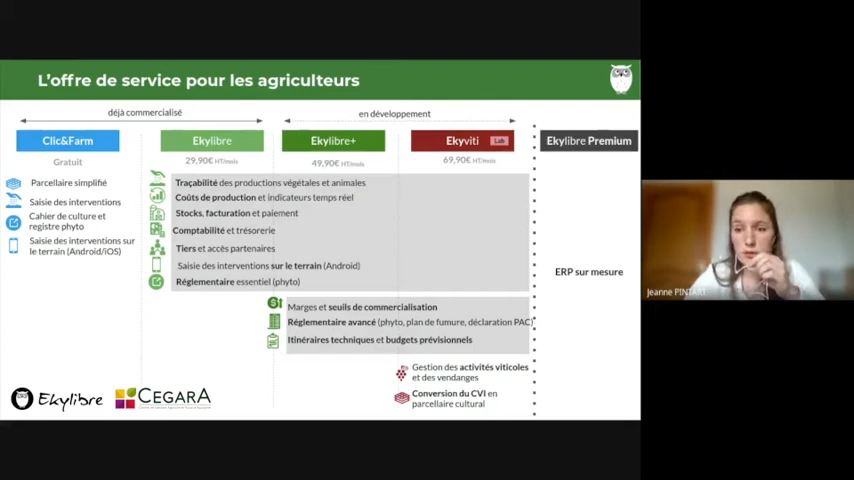 L'offre de service pour les agriculteurs
déjà commercialisé
en développement
Clic&Farm
Ekylibre
Ekylibre+
Ekyviti Lab
Ekylibre Premium
Gratuit
29,90€ HT/mois
49,90€ HT/mois
69,90€ HT/mois
Parcellaire simplifié
Saisie des interventions
Cahier de culture et
registre phyto
Saisie des interventions sur
le terrain (Android/iOS)
Traçabilité des productions végétales et animales
Coûts de production et indicateurs temps réel
Stocks, facturation et paiement
Comptabilité et trésorerie
Tiers et accès partenaires
Saisie des interventions sur le terrain (Android)
Réglementaire essentiel (phyto)
ERP sur mesure
Marges et seuils de commercialisation
Réglementaire avancé (phyto, plan de fumure, déclaration PAC)
Itinéraires techniques et budgets prévisionnels
Gestion des activités viticoles
et des vendanges
Conversion du CVI en
parcellaire cultural
Ekylibre
CEGARA
Jeanne PINTART